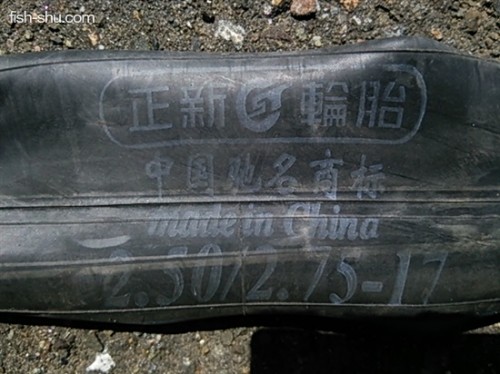 fish-shu.com
正新 輪胎
中国驰名商标
made in China
2.50/2.75-17